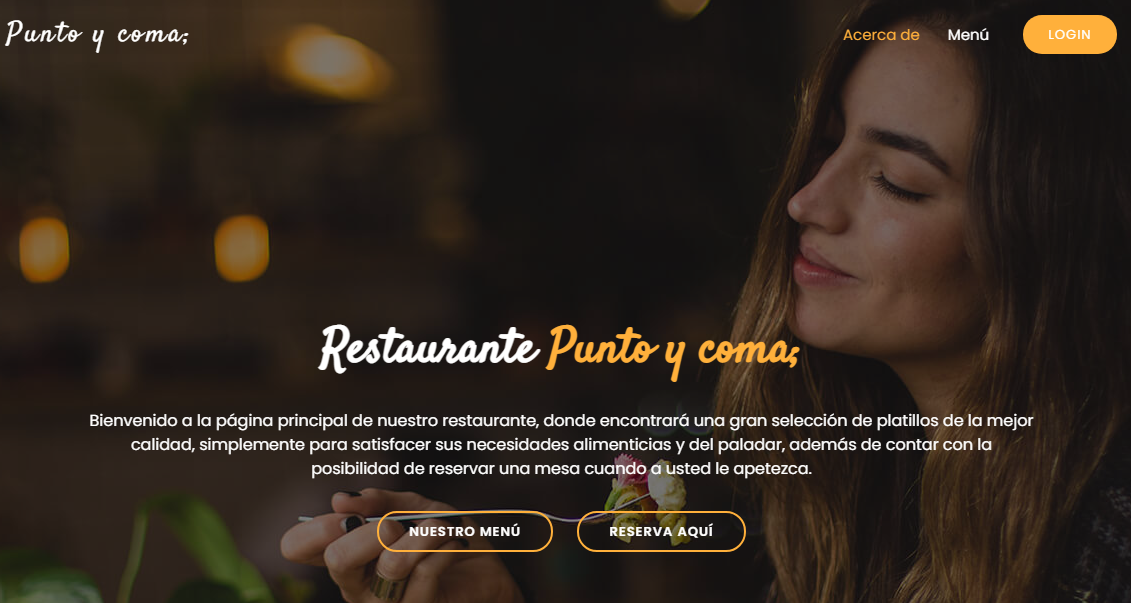 Punto y coma;
Acerca de
Menú
LOGIN
Restaurante Punto y coma;
Bienvenido a la página principal de nuestro restaurante, donde encontrará una gran selección de platillos de la mejor
calidad, simplemente para satisfacer sus necesidades alimenticias y del paladar, además de contar con la
posibilidad de reservar una mesa cuando a usted le apetezca.
NUESTRO MENÚ
RESERVA AQUÍ